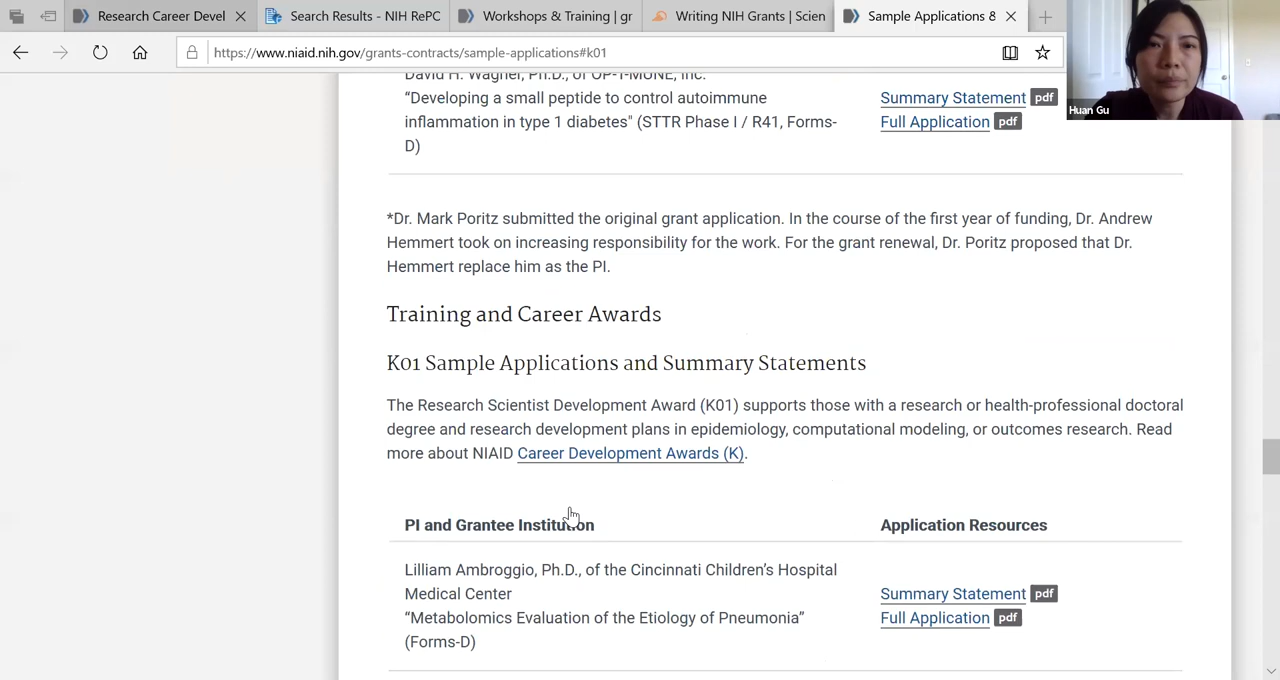 Research Career Devel
Search Results - NIH RePC
Workshops & Training | gr
Writing NIH Grants | Scien
Sample Applications &
https://www.niaid.nih.gov/grants-contracts/sample-applications#k01
Huan Gu
David H. Wagner, Ph.D., of OP-T-MUNE, Inc.
“Developing a small peptide to control autoimmune
inflammation in type 1 diabetes" (STTR Phase I / R41, Forms-
D)
Summary Statement pdf
Full Application pdf
*Dr. Mark Poritz submitted the original grant application. In the course of the first year of funding, Dr. Andrew
Hemmert took on increasing responsibility for the work. For the grant renewal, Dr. Poritz proposed that Dr.
Hemmert replace him as the PI.
Training and Career Awards
K01 Sample Applications and Summary Statements
The Research Scientist Development Award (K01) supports those with a research or health-professional doctoral
degree and research development plans in epidemiology, computational modeling, or outcomes research. Read
more about NIAID Career Development Awards (K).
PI and Grantee Institution
Application Resources
Lilliam Ambroggio, Ph.D., of the Cincinnati Children’s Hospital
Medical Center
“Metabolomics Evaluation of the Etiology of Pneumonia”
(Forms-D)
Summary Statement pdf
Full Application pdf